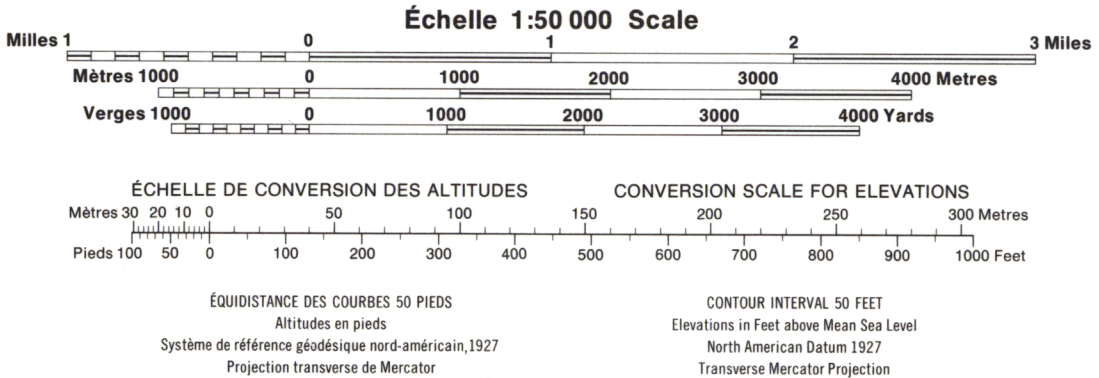 Échelle 1:50 000 Scale
Milles 1 0 1 2 3 Miles
Mètres 1000 0 1000 2000 3000 4000 Metres
Verges 1000 0 1000 2000 3000 4000 Yards
ÉCHELLE DE CONVERSION DES ALTITUDES CONVERSION SCALE FOR ELEVATIONS
Mètres 30 20 10 0 50 100 150 200 250 300 Metres
Pieds 100 50 0 100 200 300 400 500 600 700 800 900 1000 Feet
ÉQUIDISTANCE DES COURBES 50 PIEDS
Altitudes en pieds
Système de référence géodésique nord-américain,1927
Projection transverse de Mercator
CONTOUR INTERVAL 50 FEET
Elevations in Feet above Mean Sea Level
North American Datum 1927
Transverse Mercator Projection